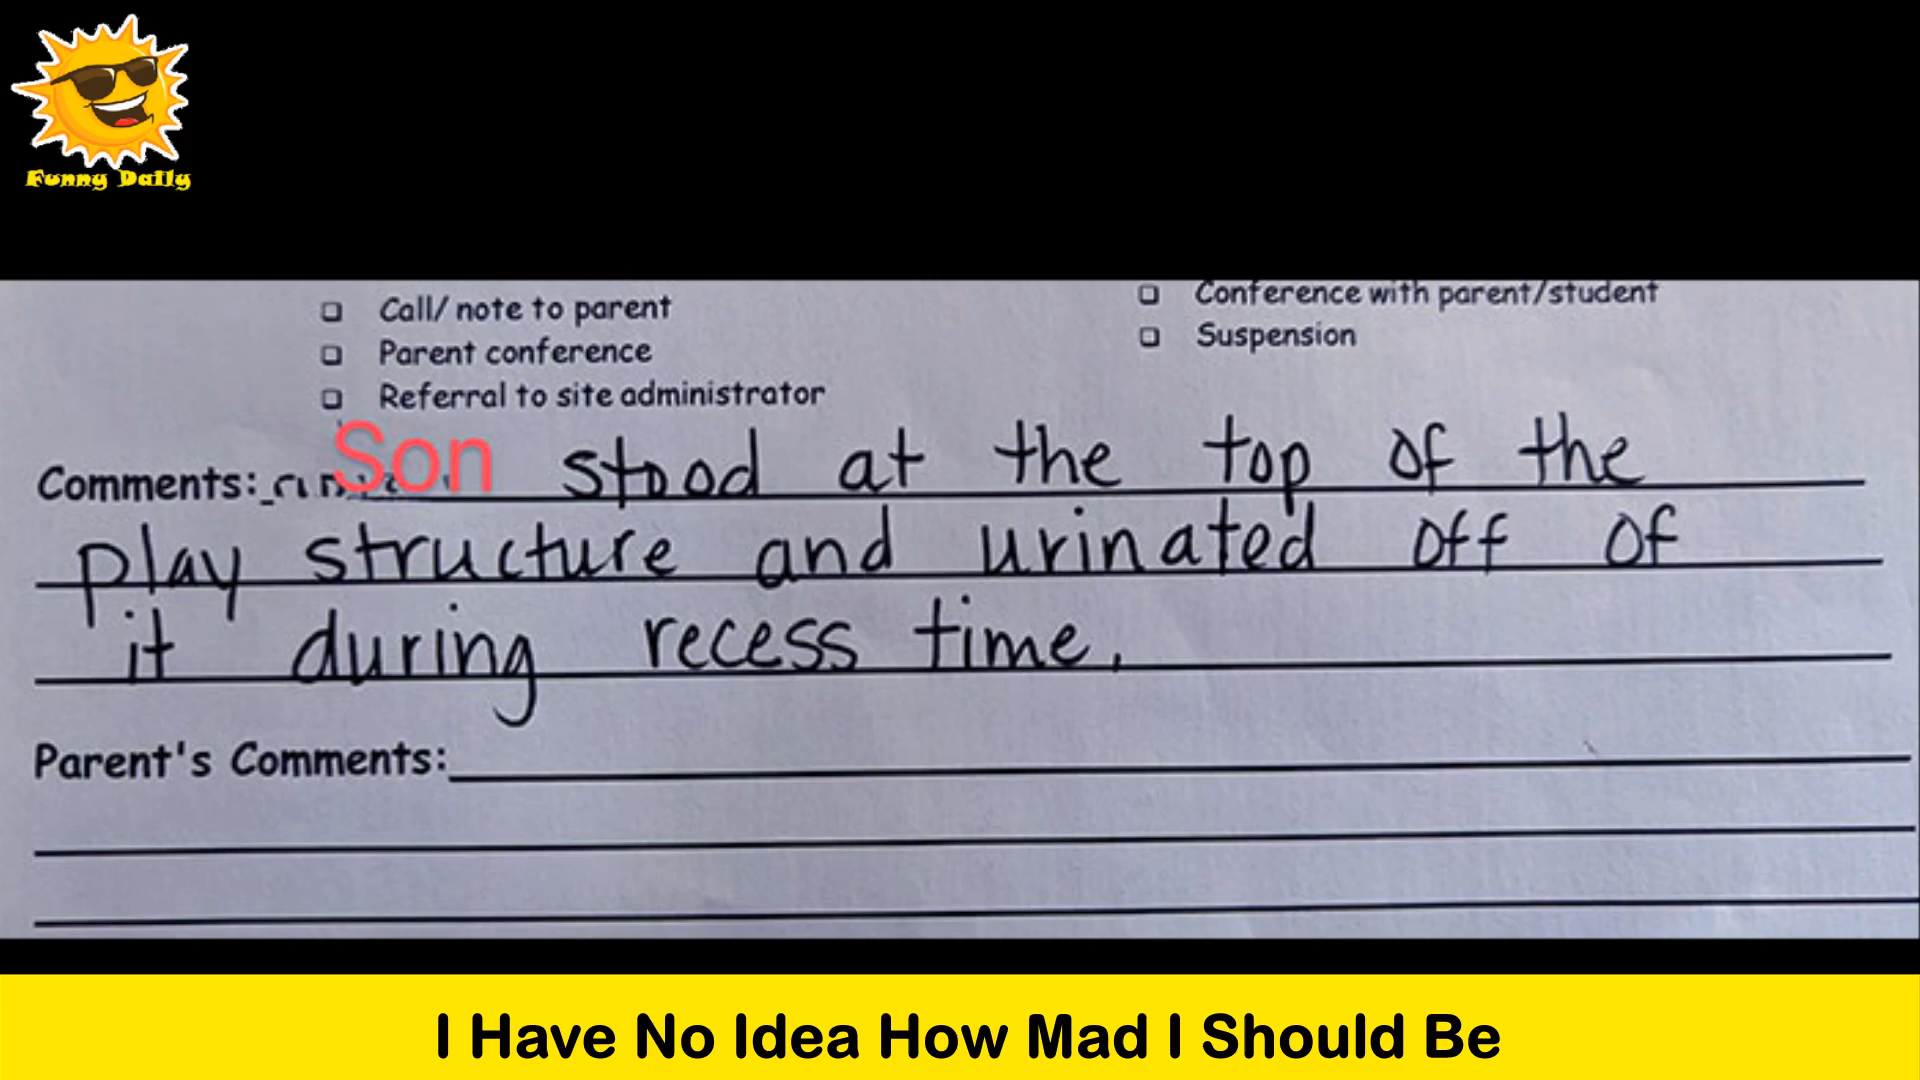 Funny Daily
Call/ note to parent
Parent conference
Referral to site administrator
Conference with parent/student
Suspension
Comments: Son stood at the top of the
play structure and urinated off of
it during recess time.
Parent's Comments:
I Have No Idea How Mad I Should Be